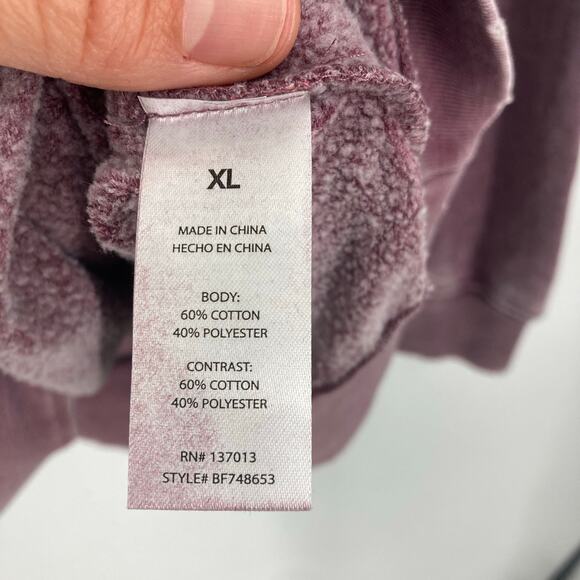 XL
MADE IN CHINA
HECHO EN CHINA
BODY:
60% COTTON
40% POLYESTER
CONTRAST:
60% COTTON
40% POLYESTER
RN# 137013
STYLE# BF748653